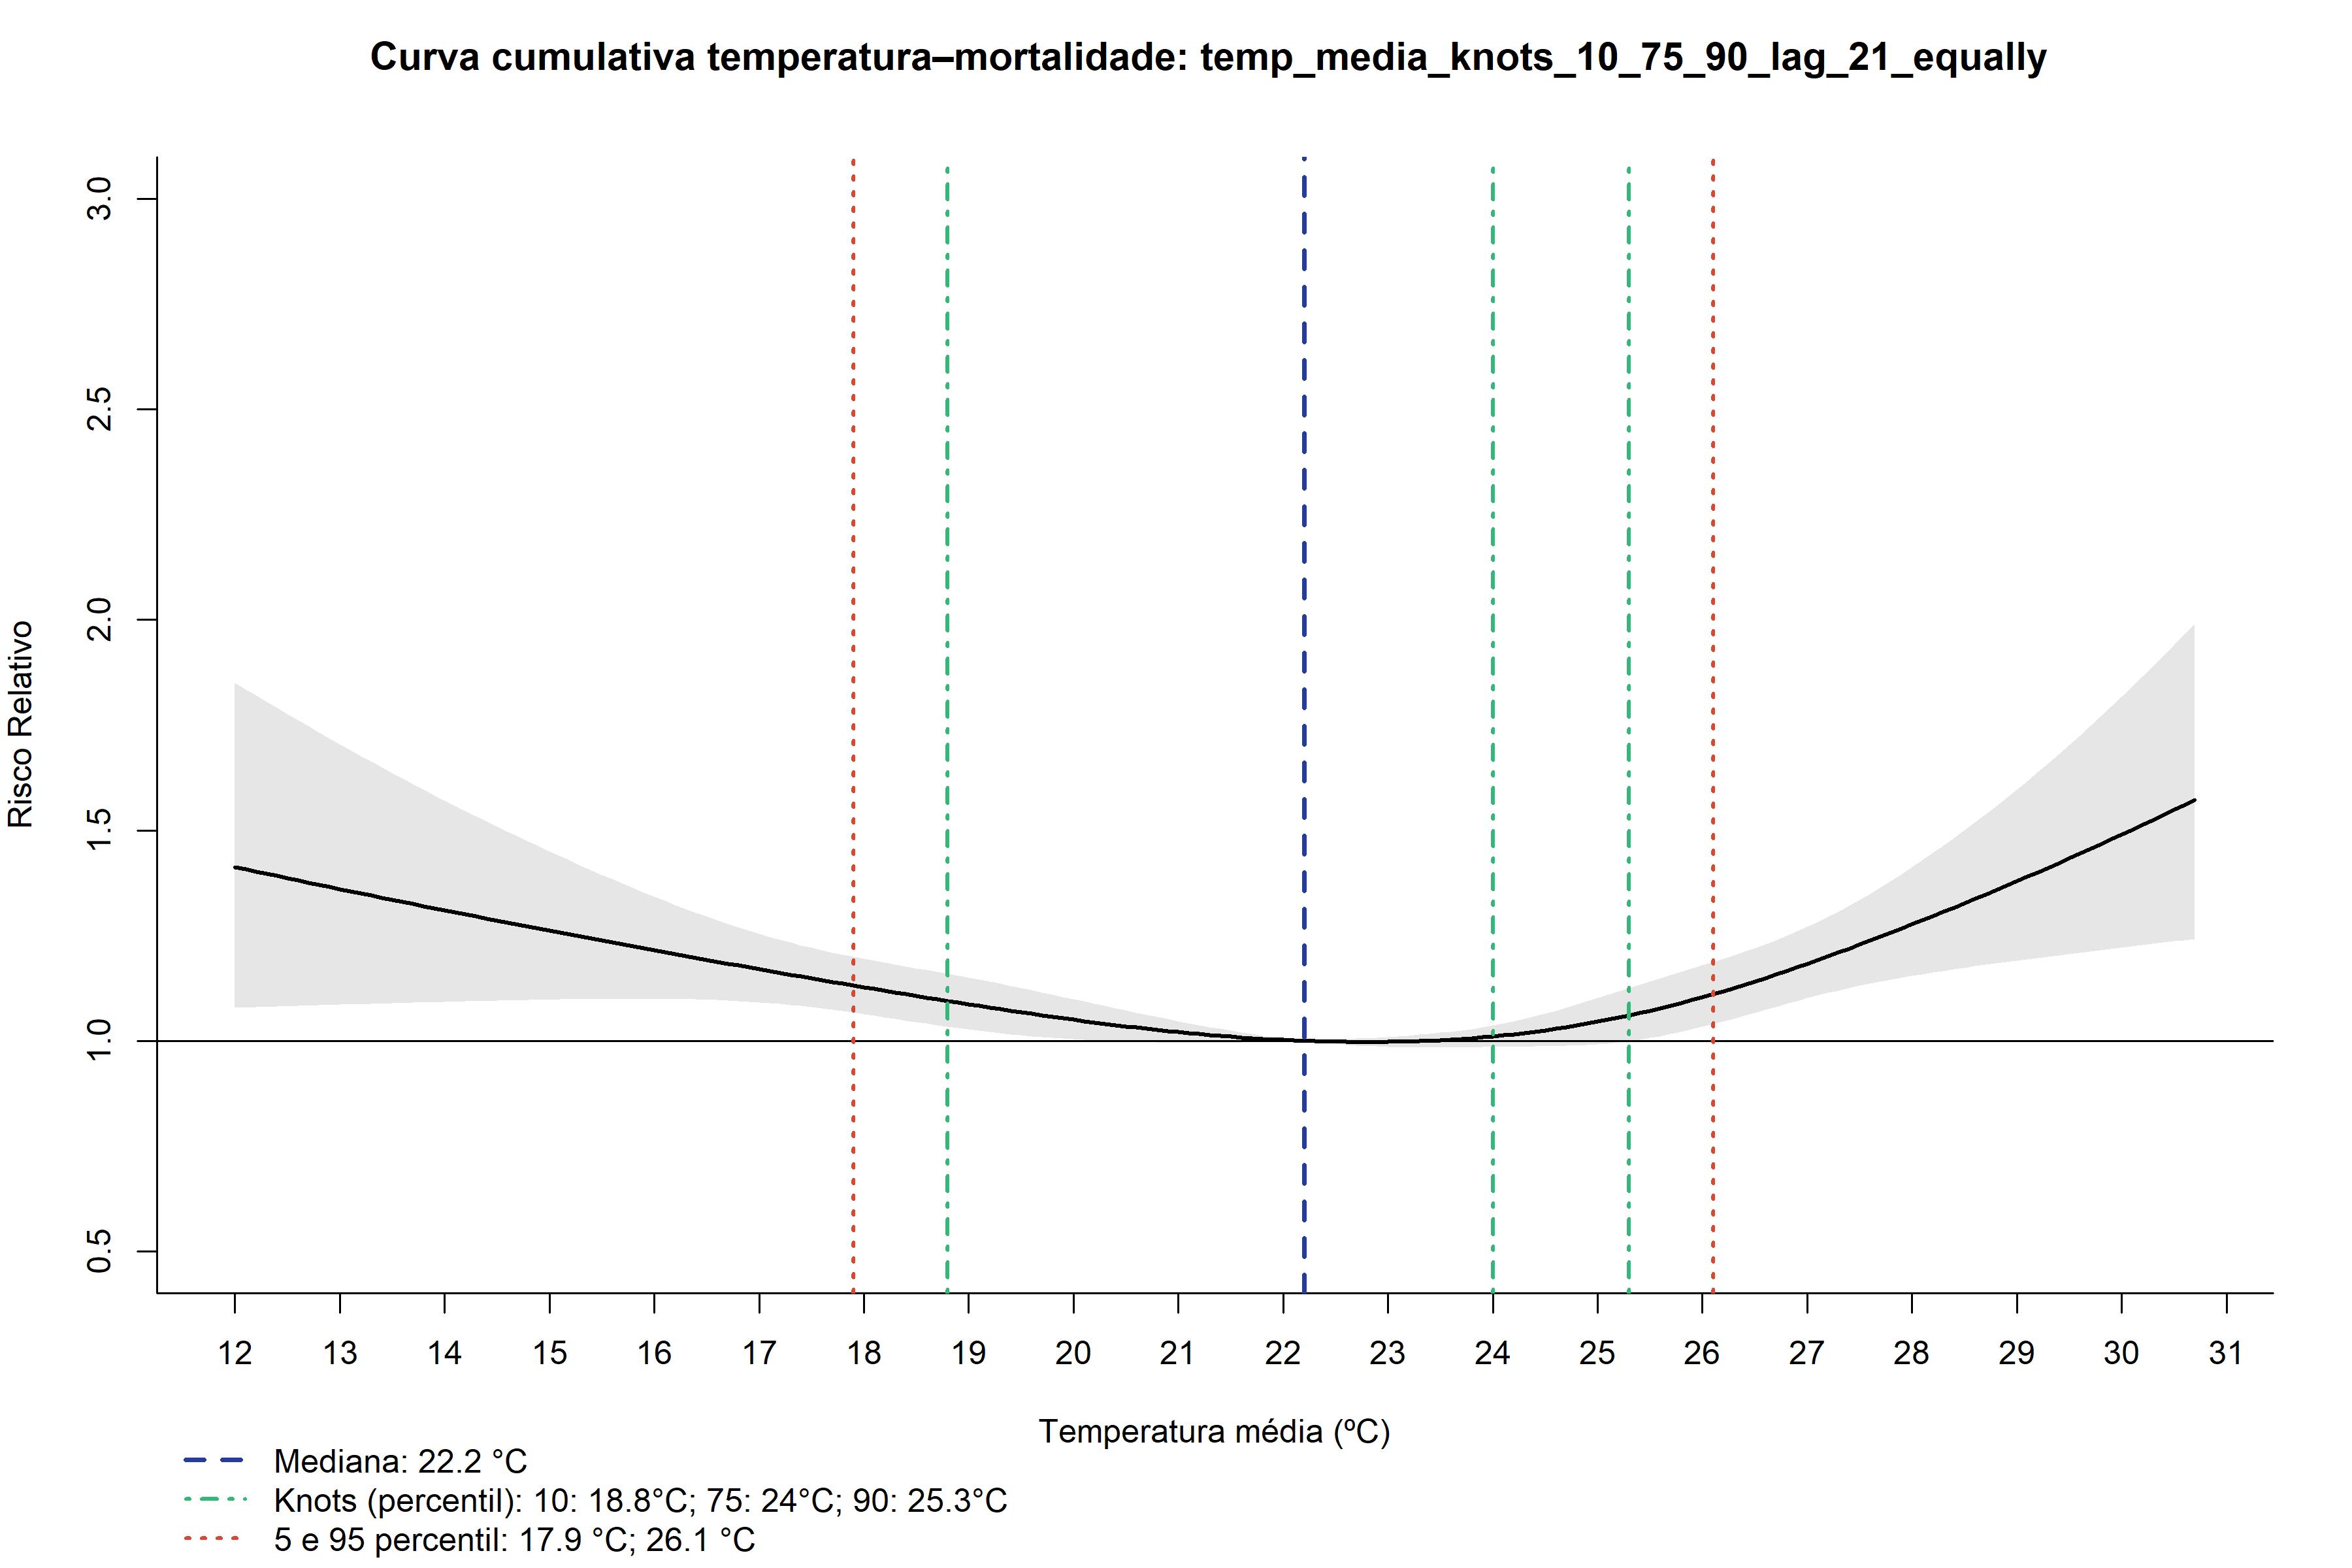 Curva cumulativa temperatura–mortalidade: temp_media_knots_10_75_90_lag_21_equally
Risco Relativo
3.0
2.5
2.0
1.5
1.0
0.5
12 13 14 15 16 17 18 19 20 21 22 23 24 25 26 27 28 29 30 31
Temperatura média (ºC)
Mediana: 22.2 °C
Knots (percentil): 10: 18.8°C; 75: 24°C; 90: 25.3°C
5 e 95 percentil: 17.9 °C; 26.1 °C